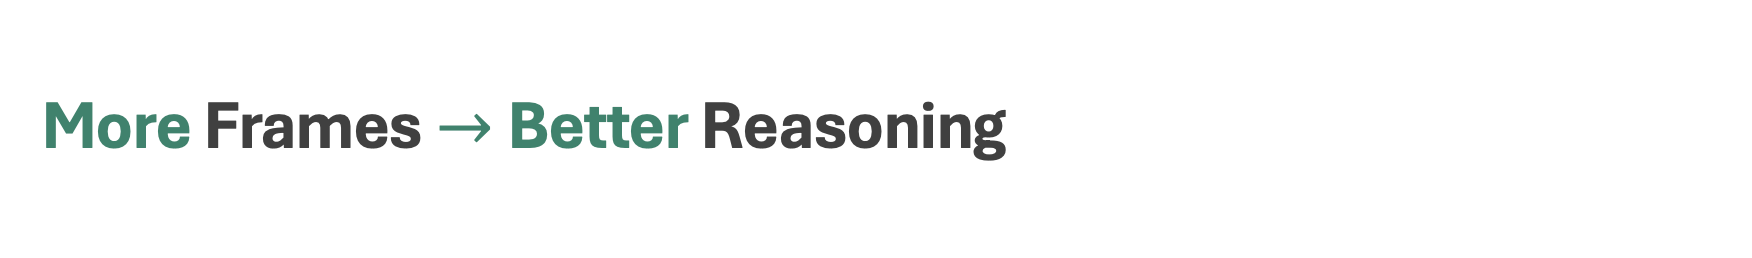 More Frames → Better Reasoning